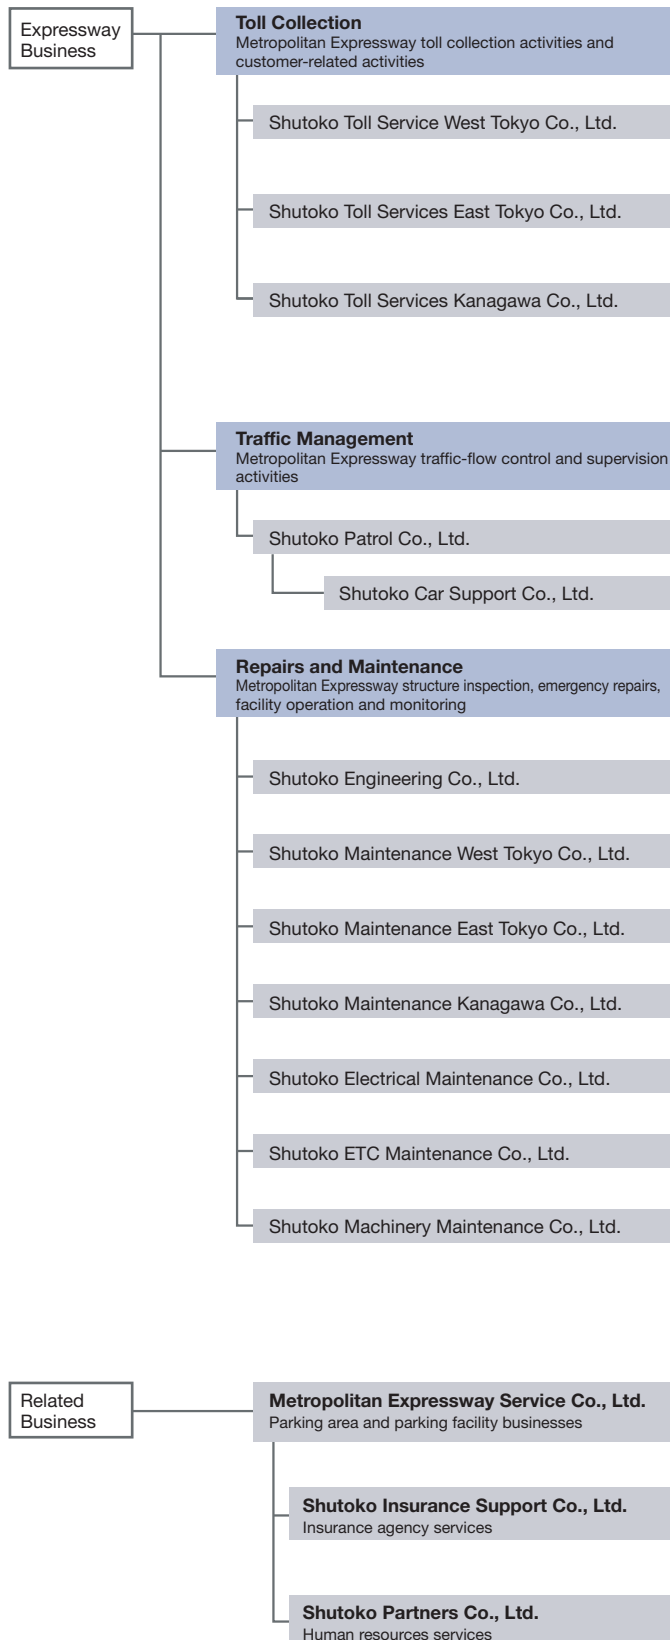 Expressway
Business
Toll Collection
Metropolitan Expressway toll collection activities and
customer-related activities
Shutoko Toll Service West Tokyo Co., Ltd.
Shutoko Toll Services East Tokyo Co., Ltd.
Shutoko Toll Services Kanagawa Co., Ltd.
Traffic Management
Metropolitan Expressway traffic-flow control and supervision
activities
Shutoko Patrol Co., Ltd.
Shutoko Car Support Co., Ltd.
Repairs and Maintenance
Metropolitan Expressway structure inspection, emergency repairs,
facility operation and monitoring
Shutoko Engineering Co., Ltd.
Shutoko Maintenance West Tokyo Co., Ltd.
Shutoko Maintenance East Tokyo Co., Ltd.
Shutoko Maintenance Kanagawa Co., Ltd.
Shutoko Electrical Maintenance Co., Ltd.
Shutoko ETC Maintenance Co., Ltd.
Shutoko Machinery Maintenance Co., Ltd.
Related
Business
Metropolitan Expressway Service Co., Ltd.
Parking area and parking facility businesses
Shutoko Insurance Support Co., Ltd.
Insurance agency services
Shutoko Partners Co., Ltd.
Human resources services